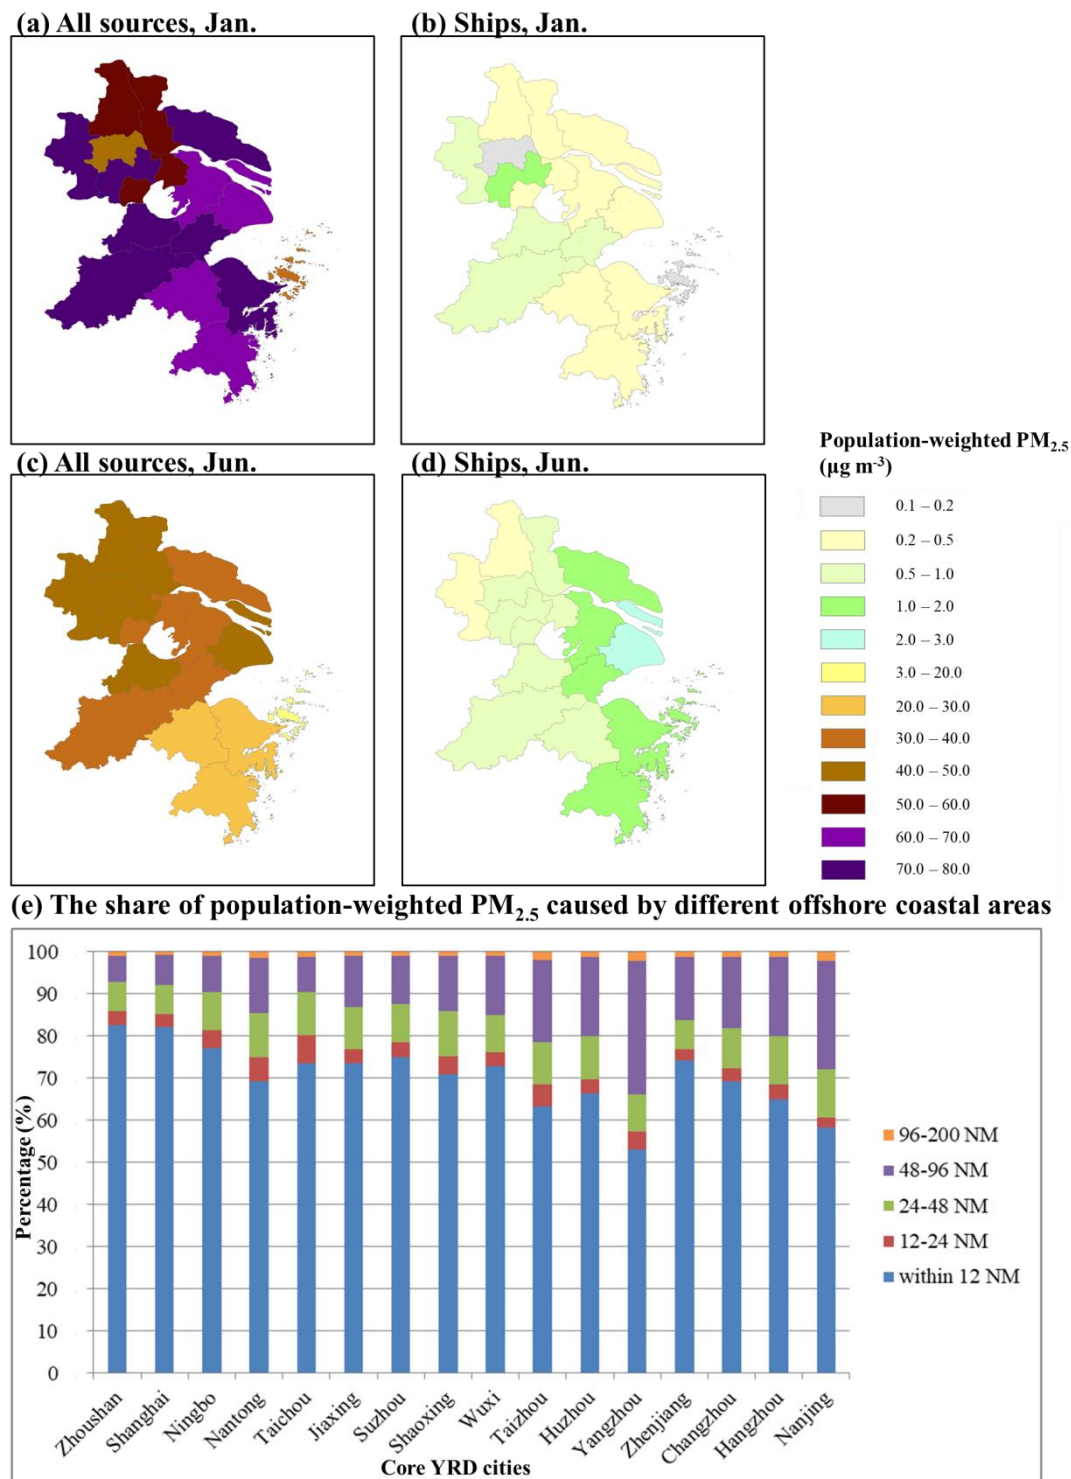 (a) All sources, Jan.
(b) Ships, Jan.
(c) All sources, Jun.
(d) Ships, Jun.
Population-weighted PM2.5
(μg m-3)
0.1 – 0.2
0.2 – 0.5
0.5 – 1.0
1.0 – 2.0
2.0 – 3.0
3.0 – 20.0
20.0 – 30.0
30.0 – 40.0
40.0 – 50.0
50.0 – 60.0
60.0 – 70.0
70.0 – 80.0
(e) The share of population-weighted PM2.5 caused by different offshore coastal areas
Percentage (%)
100
90
80
70
60
50
40
30
20
10
0
96-200 NM
48-96 NM
24-48 NM
12-24 NM
within 12 NM
Zhoushan
Shanghai
Ningbo
Nantong
Taichou
Jiaxing
Suzhou
Shaoxing
Wuxi
Taizhou
Huzhou
Yangzhou
Zhenjiang
Changzhou
Hangzhou
Nanjing
Core YRD cities